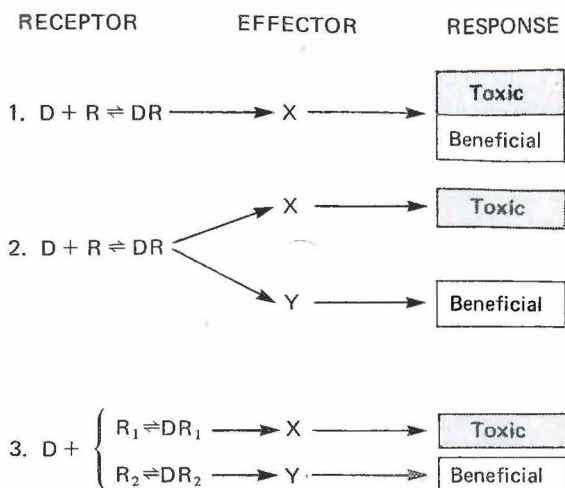 RECEPTOR EFFECTOR RESPONSE
1. D + R ⇌ DR X Toxic
Beneficial
X Toxic
2. D + R ⇌ DR
Y Beneficial
R₁⇌DR₁ X Toxic
3. D +
R₂⇌DR₂ Y Beneficial